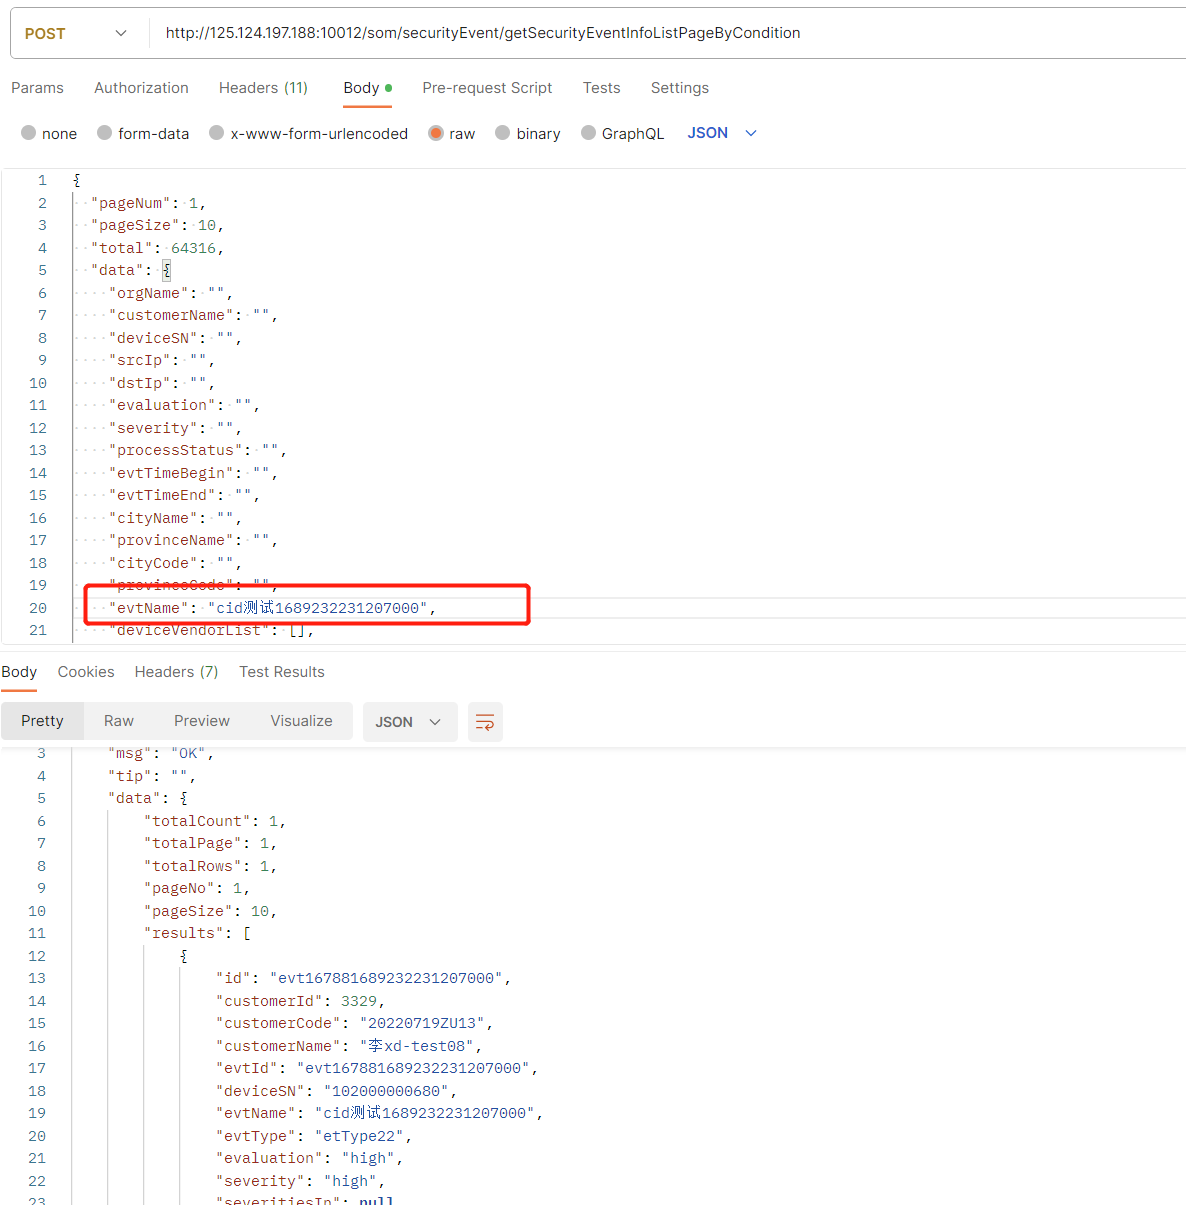 POST http://125.124.197.188:10012/som/securityEvent/getSecurityEventInfoListPageByCondition
Params Authorization Headers (11) Body Pre-request Script Tests Settings
none form-data x-www-form-urlencoded raw binary GraphQL JSON
1 {
2 "pageNum": 1,
3 "pageSize": 10,
4 "total": 64316,
5 "data": {
6 "orgName": "",
7 "customerName": "",
8 "deviceSN": "",
9 "srcIp": "",
10 "dstIp": "",
11 "evaluation": "",
12 "severity": "",
13 "processStatus": "",
14 "evtTimeBegin": "",
15 "evtTimeEnd": "",
16 "cityName": "",
17 "provinceName": "",
18 "cityCode": "",
19 "provinceCode": "",
20 "evtName": "cid测试1689232231207000",
21 "deviceVendorList": [],
Body Cookies Headers (7) Test Results
Pretty Raw Preview Visualize JSON
3 "msg": "OK",
4 "tip": "",
5 "data": {
6 "totalCount": 1,
7 "totalPage": 1,
8 "totalRows": 1,
9 "pageNo": 1,
10 "pageSize": 10,
11 "results": [
12 {
13 "id": "evt167881689232231207000",
14 "customerId": 3329,
15 "customerCode": "20220719ZU13",
16 "customerName": "李xd-test08",
17 "evtId": "evt167881689232231207000",
18 "deviceSN": "102000000680",
19 "evtName": "cid测试1689232231207000",
20 "evtType": "etType22",
21 "evaluation": "high",
22 "severity": "high",
23 "severitiesIn": null